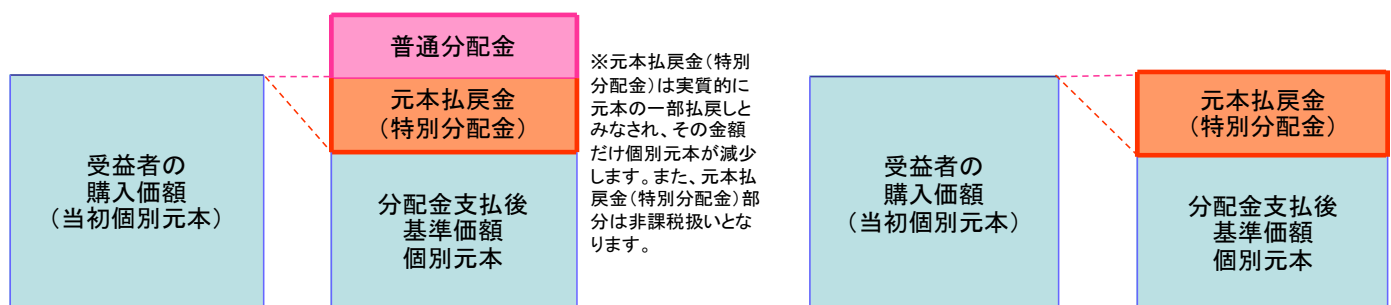 受益者の
購入価額
（当初個別元本）
普通分配金
元本払戻金
（特別分配金）
分配金支払後
基準価額
個別元本
※元本払戻金（特別
分配金）は実質的に
元本の一部払戻しと
みなされ、その金額
だけ個別元本が減少
します。また、元本払
戻金（特別分配金）部
分は非課税扱いとな
ります。
受益者の
購入価額
（当初個別元本）
元本払戻金
（特別分配金）
分配金支払後
基準価額
個別元本